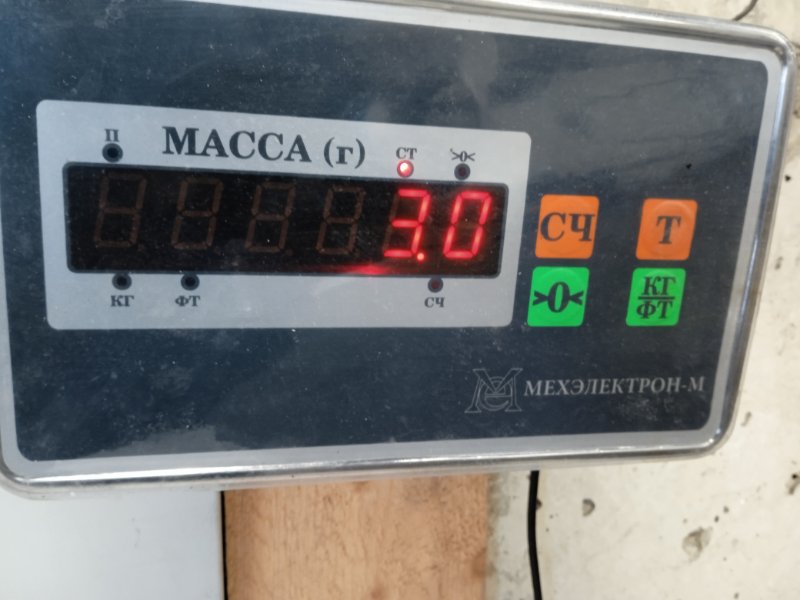 П
МАССА (г)
СТ
>0<
3.0
КГ
ФТ
СЧ
СЧ
Т
>0<
КГ
ФТ
МЕХЭЛЕКТРОН-М